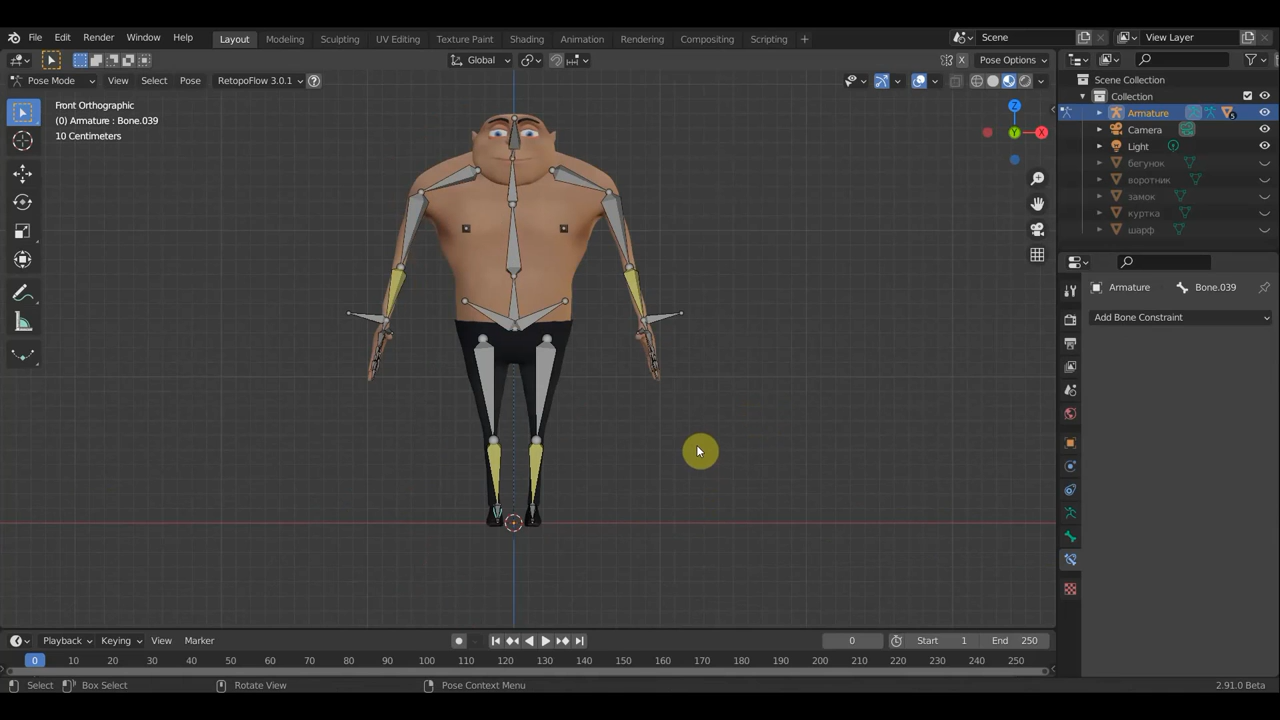 File Edit Render Window Help Layout Modeling Sculpting UV Editing Texture Paint Shading Animation Rendering Compositing Scripting + Scene View Layer
Global Pose Options
Pose Mode View Select Pose RetopoFlow 3.0.1
Front Orthographic
(0) Armature : Bone.039
10 Centimeters
Z
X
Y
Scene Collection
Collection
Armature 5
Camera
Light
бегунок
воротник
замок
куртка
шарф
Armature Bone.039
Add Bone Constraint
Playback Keying View Marker 0 Start 1 End 250
0 10 20 30 40 50 60 70 80 90 100 110 120 130 140 150 160 170 180 190 200 210 220 230 240 250
Select Box Select Rotate View Pose Context Menu 2.91.0 Beta